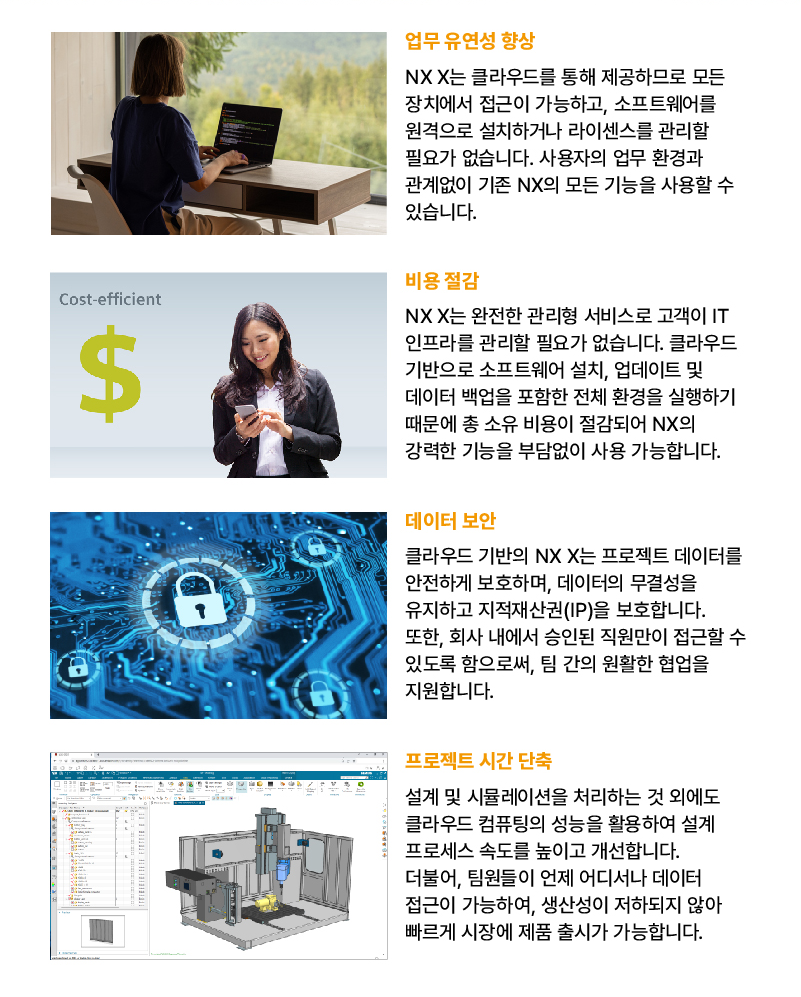 업무 유연성 향상
NX X는 클라우드를 통해 제공하므로 모든
장치에서 접근이 가능하고, 소프트웨어를
원격으로 설치하거나 라이센스를 관리할
필요가 없습니다. 사용자의 업무 환경과
관계없이 기존 NX의 모든 기능을 사용할 수
있습니다.
Cost-efficient
$
비용 절감
NX X는 완전한 관리형 서비스로 고객이 IT
인프라를 관리할 필요가 없습니다. 클라우드
기반으로 소프트웨어 설치, 업데이트 및
데이터 백업을 포함한 전체 환경을 실행하기
때문에 총 소유 비용이 절감되어 NX의
강력한 기능을 부담없이 사용 가능합니다.
데이터 보안
클라우드 기반의 NX X는 프로젝트 데이터를
안전하게 보호하며, 데이터의 무결성을
유지하고 지적재산권(IP)을 보호합니다.
또한, 회사 내에서 승인된 직원만이 접근할 수
있도록 함으로써, 팀 간의 원활한 협업을
지원합니다.
프로젝트 시간 단축
설계 및 시뮬레이션을 처리하는 것 외에도
클라우드 컴퓨팅의 성능을 활용하여 설계
프로세스 속도를 높이고 개선합니다.
더불어, 팀원들이 언제 어디서나 데이터
접근이 가능하여, 생산성이 저하되지 않아
빠르게 시장에 제품 출시가 가능합니다.